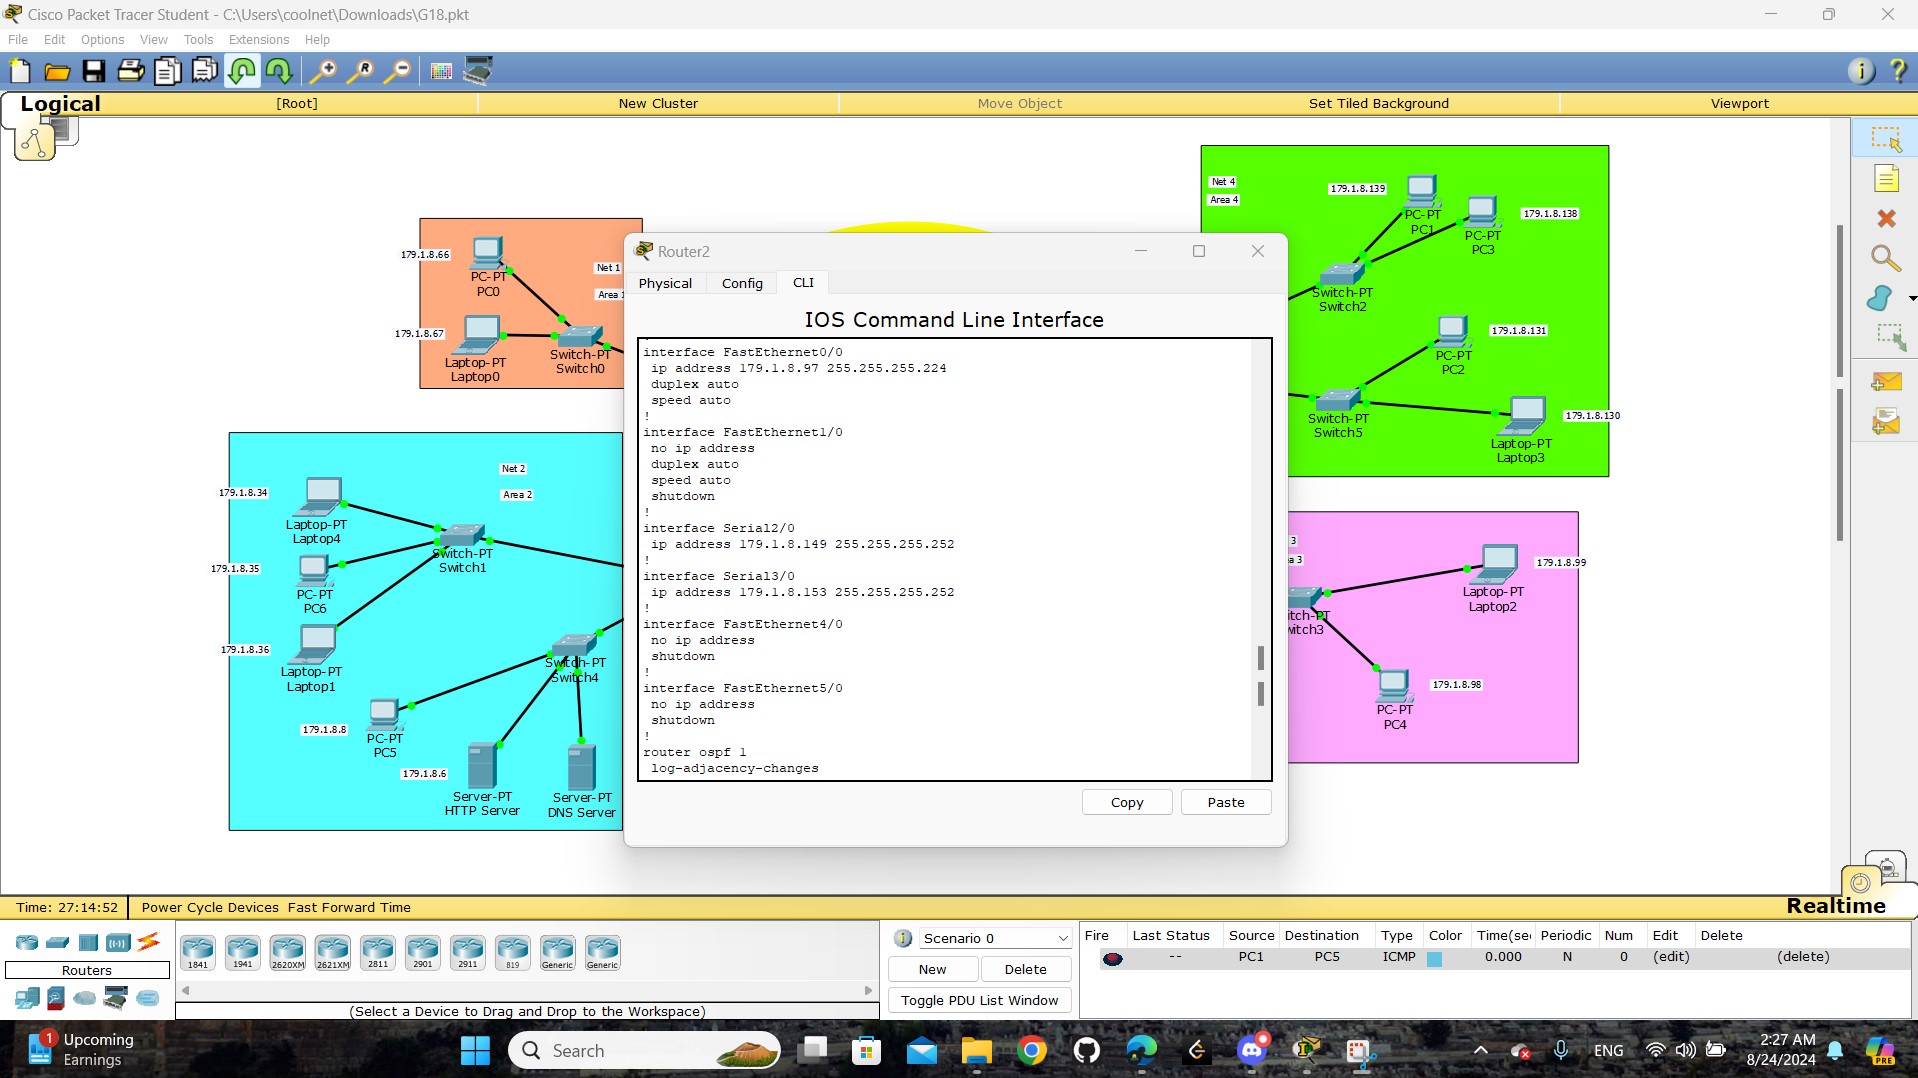 Cisco Packet Tracer Student - C:\Users\coolnet\Downloads\G18.pkt
File Edit Options View Tools Extensions Help
Logical [Root] New Cluster Move Object Set Tiled Background Viewport
Net 1
Area 1
179.1.8.66
PC-PT
PC0
179.1.8.67
Laptop-PT
Laptop0
Switch-PT
Switch0
Net 2
Area 2
179.1.8.34
Laptop-PT
Laptop4
179.1.8.35
PC-PT
PC6
179.1.8.36
Laptop-PT
Laptop1
Switch-PT
Switch1
Switch-PT
Switch4
179.1.8.8
PC-PT
PC5
179.1.8.6
Server-PT
HTTP Server
Server-PT
DNS Server
Router2
Physical Config CLI
IOS Command Line Interface
interface FastEthernet0/0
ip address 179.1.8.97 255.255.255.224
duplex auto
speed auto
!
interface FastEthernet1/0
no ip address
duplex auto
speed auto
shutdown
!
interface Serial2/0
ip address 179.1.8.149 255.255.255.252
!
interface Serial3/0
ip address 179.1.8.153 255.255.255.252
!
interface FastEthernet4/0
no ip address
shutdown
!
interface FastEthernet5/0
no ip address
shutdown
!
router ospf 1
log-adjacency-changes
Copy Paste
Net 4
Area 4
179.1.8.139
PC-PT
PC1
179.1.8.138
PC-PT
PC3
Switch-PT
Switch2
179.1.8.131
PC-PT
PC2
Switch-PT
Switch5
179.1.8.130
Laptop-PT
Laptop3
3
ea 3
179.1.8.99
Laptop-PT
Laptop2
itch-PT
witch3
179.1.8.98
PC-PT
PC4
Time: 27:14:52 Power Cycle Devices Fast Forward Time Realtime
Routers
1841 1941 2620XM 2621XM 2811 2901 2911 819 Generic Generic
(Select a Device to Drag and Drop to the Workspace)
Scenario 0
New Delete
Toggle PDU List Window
Fire Last Status Source Destination Type Color Time(sec Periodic Num Edit Delete
-- PC1 PC5 ICMP 0.000 N 0 (edit) (delete)
1 Upcoming
Earnings
Search
ENG
2:27 AM
8/24/2024
PRE